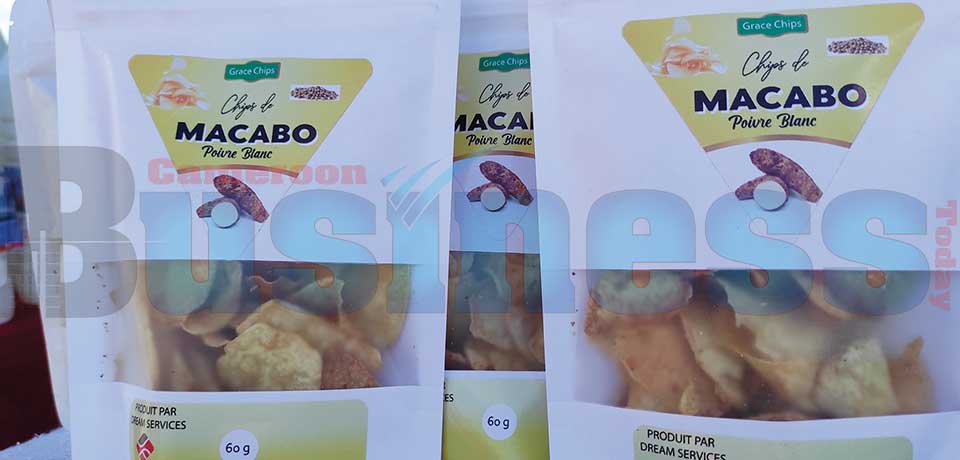 Grace Chips
Chips de
MACABO
Poivre Blanc
PRODUIT PAR
DREAM SERVICES
60 g
Grace Chips
Chips de
MACABO
Poivre Blanc
60 g
Grace Chips
Chips de
MACABO
Poivre Blanc
PRODUIT PAR
DREAM SERVICES
Cameroon
Business
Today